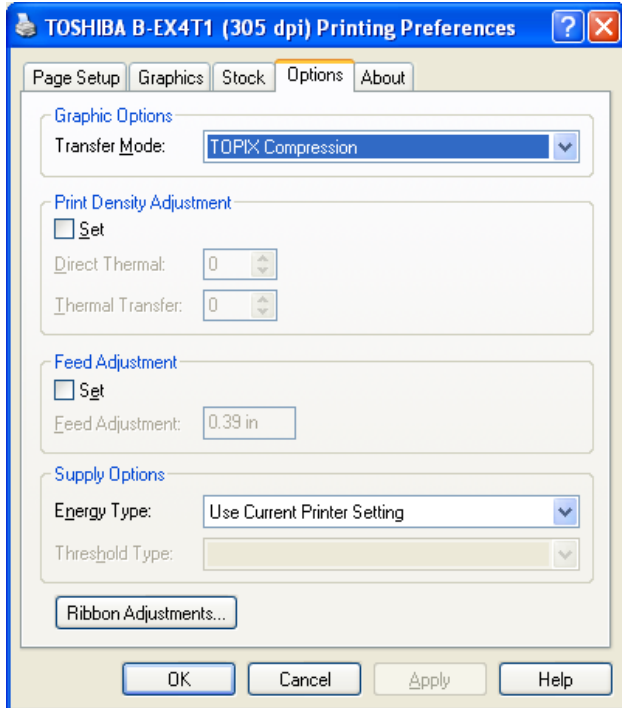 TOSHIBA B-EX4T1 (305 dpi) Printing Preferences
Page Setup Graphics Stock Options About
Graphic Options
Transfer Mode: TOPIX Compression
Print Density Adjustment
Set
Direct Thermal: 0
Thermal Transfer: 0
Feed Adjustment
Set
Feed Adjustment: 0.39 in
Supply Options
Energy Type: Use Current Printer Setting
Threshold Type:
Ribbon Adjustments...
OK Cancel Apply Help